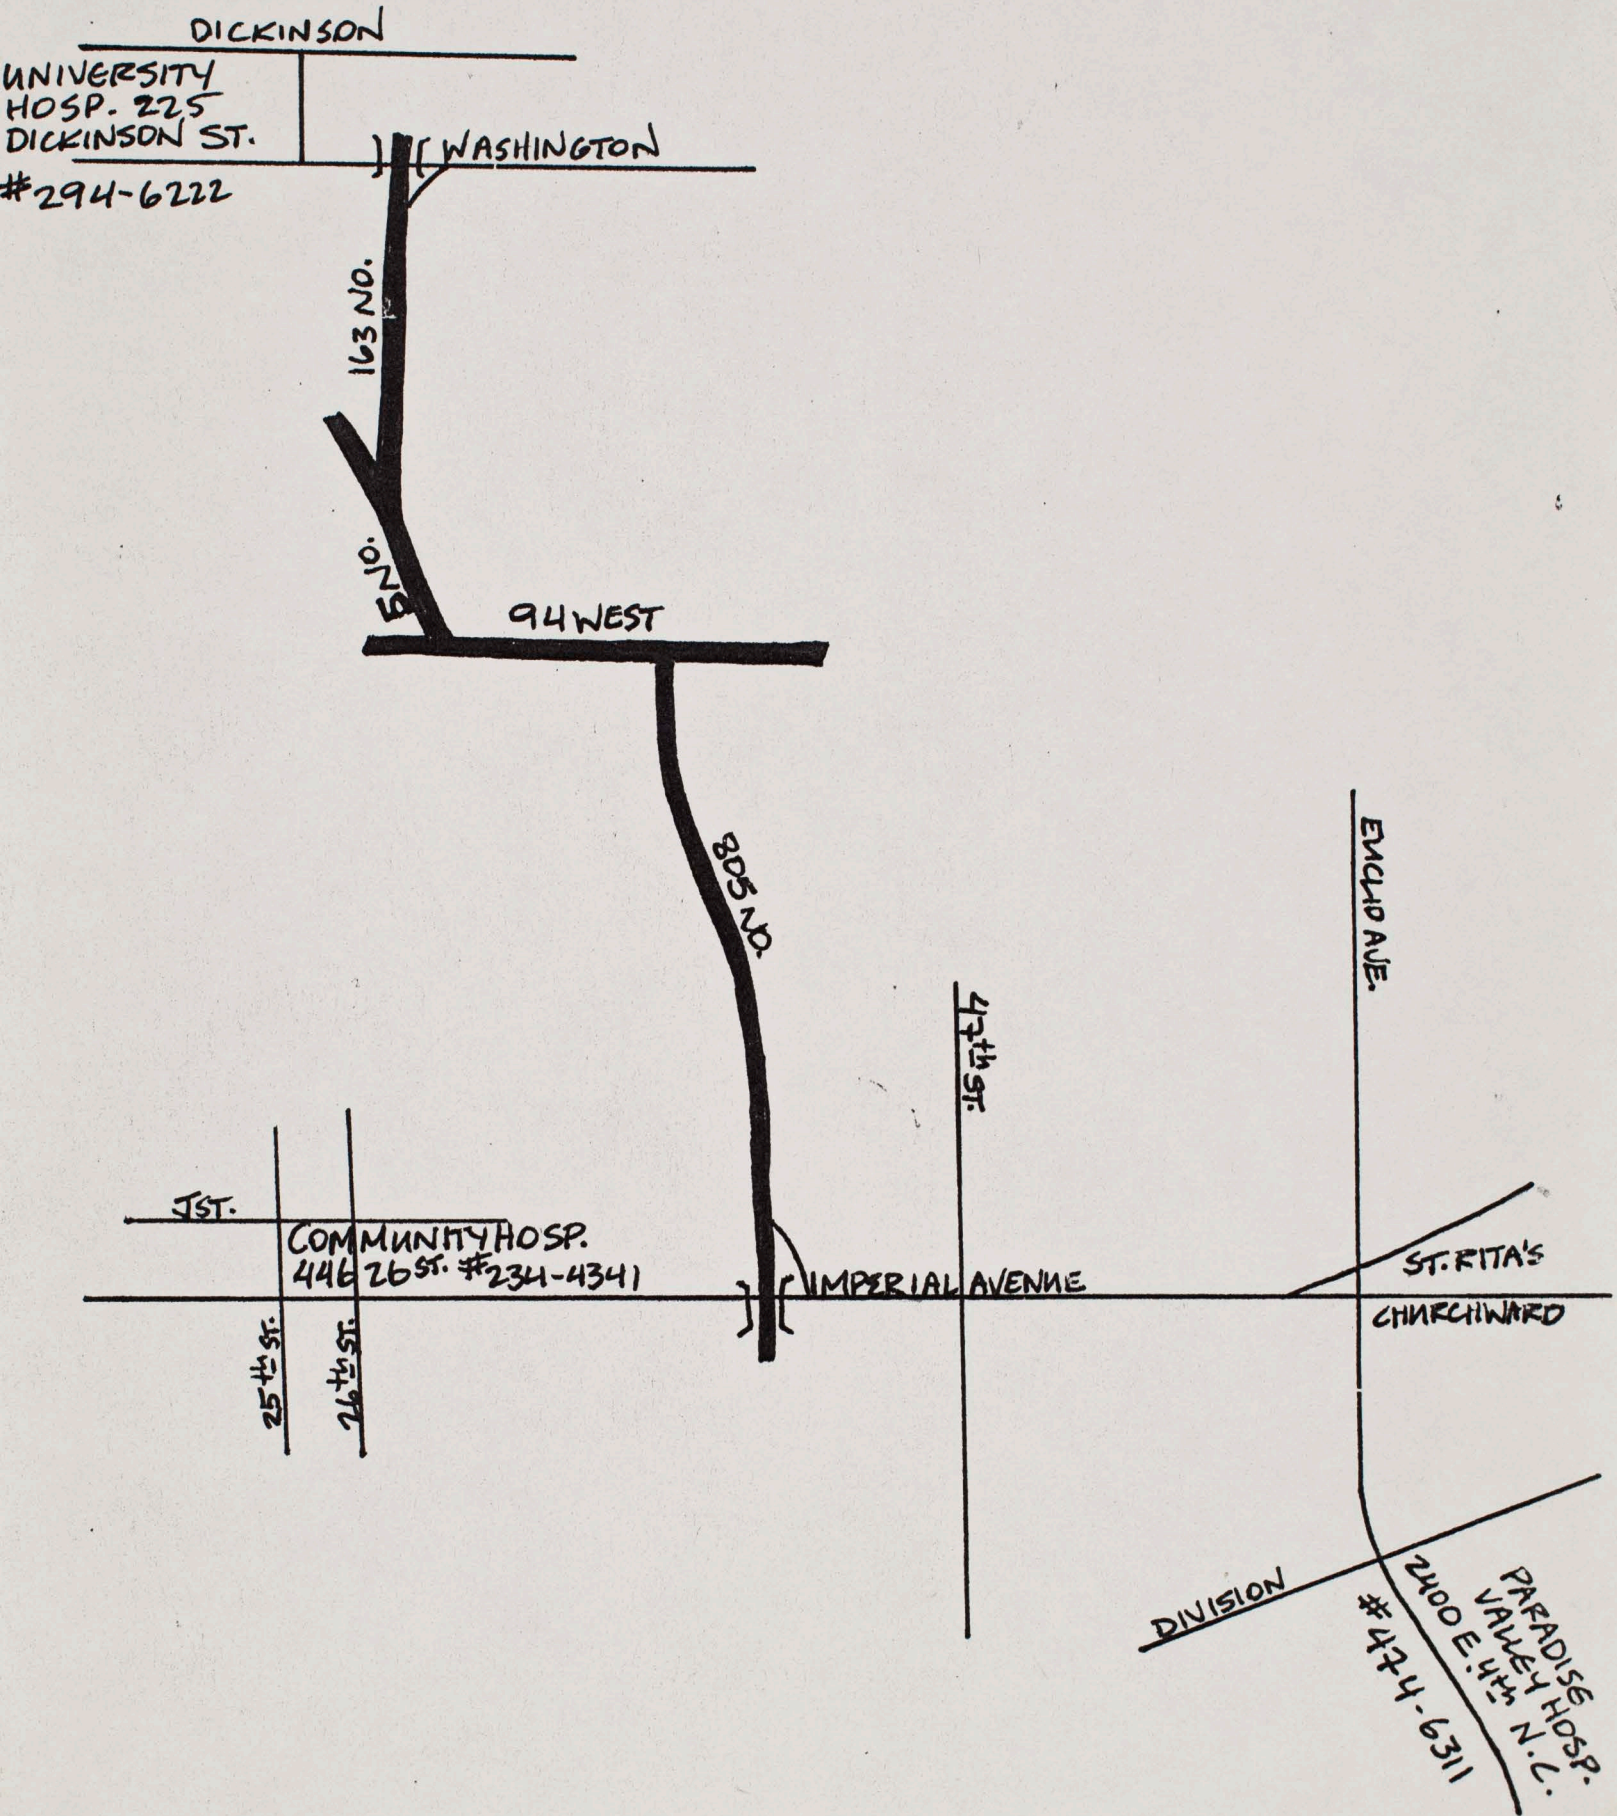 DICKINSON
UNIVERSITY
HOSP. 225
DICKINSON ST.
#294-6222
WASHINGTON
163 NO.
5 NO.
94 WEST
805 NO.
EUCLID AVE.
47th ST.
J ST.
COMMUNITY HOSP.
446 26 ST. #234-4341
IMPERIAL AVENUE
ST. RITA'S
CHURCHWARD
25th ST.
26th ST.
DIVISION
PARADISE
VALLEY HOSP.
2400 E. 4th N.C.
#474-6311